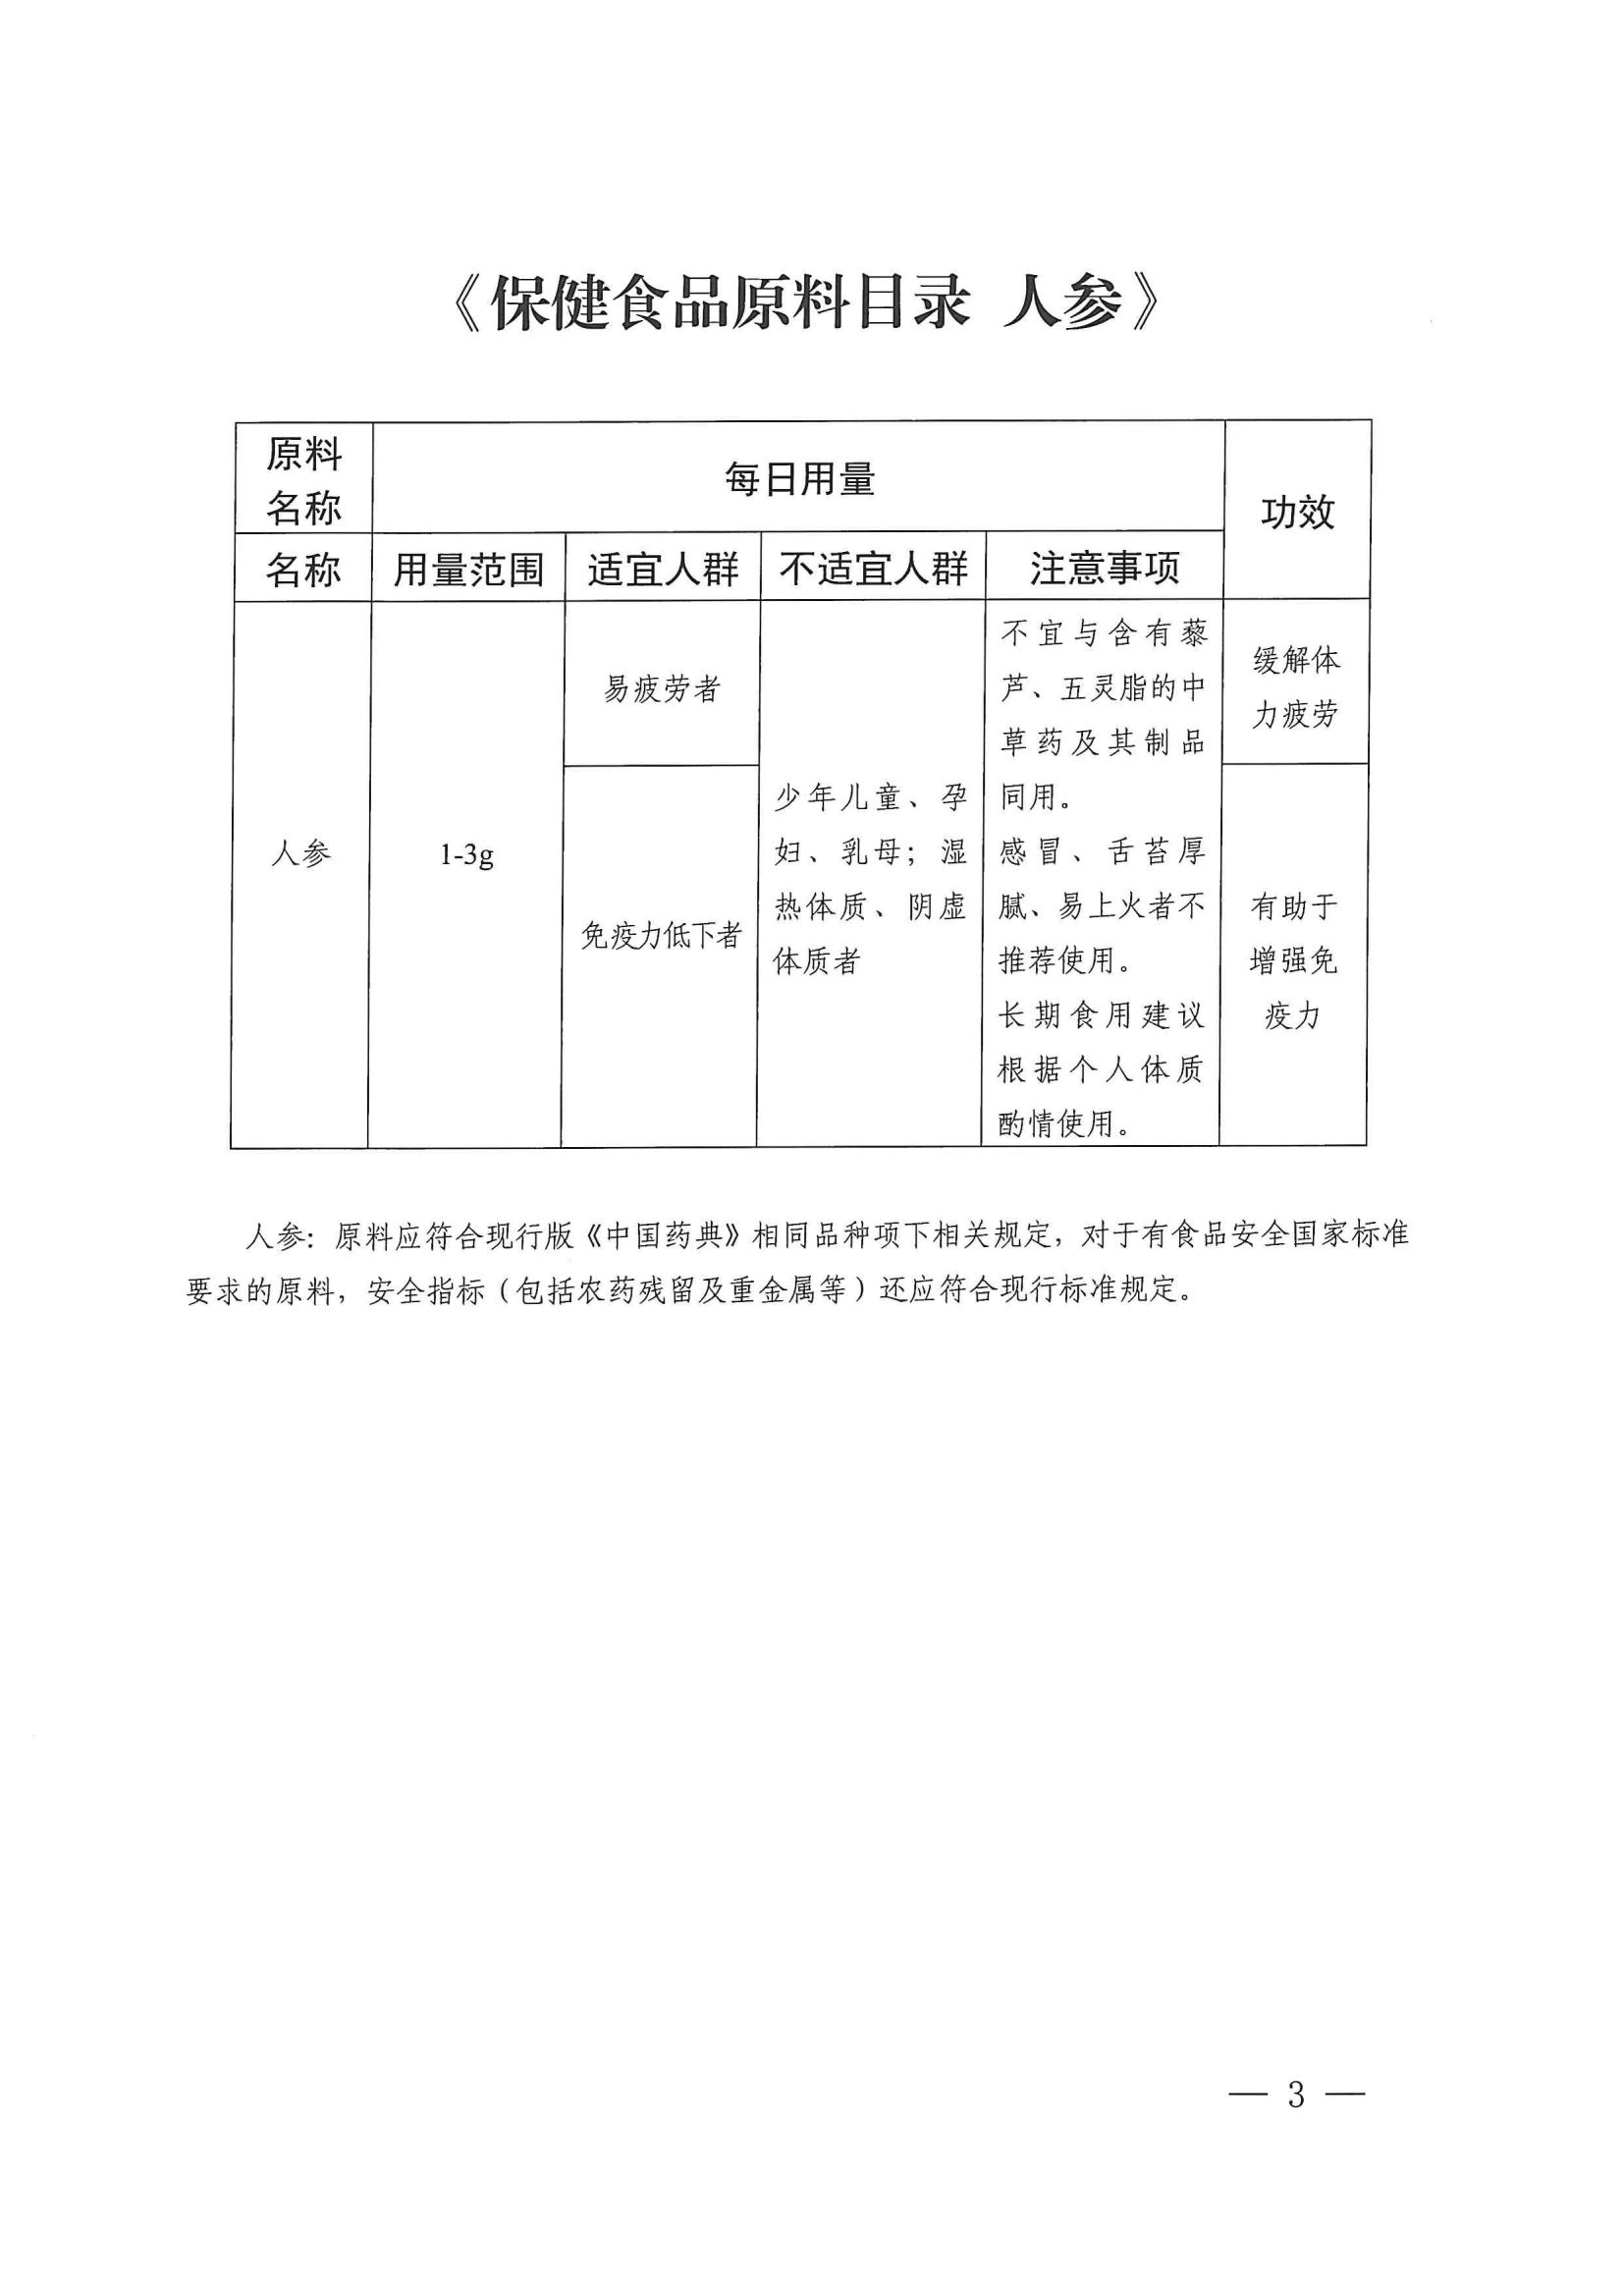 《保健食品原料目录 人参》
原料
名称
每日用量
功效
名称
用量范围
适宜人群
不适宜人群
注意事项
人参
1-3g
易疲劳者
免疫力低下者
少年儿童、孕
妇、乳母；湿
热体质、阴虚
体质者
不宜与含有藜
芦、五灵脂的中
草药及其制品
同用。
感冒、舌苔厚
腻、易上火者不
推荐使用。
长期食用建议
根据个人体质
酌情使用。
缓解体
力疲劳
有助于
增强免
疫力
人参：原料应符合现行版《中国药典》相同品种项下相关规定，对于有食品安全国家标准
要求的原料，安全指标（包括农药残留及重金属等）还应符合现行标准规定。
— 3 —